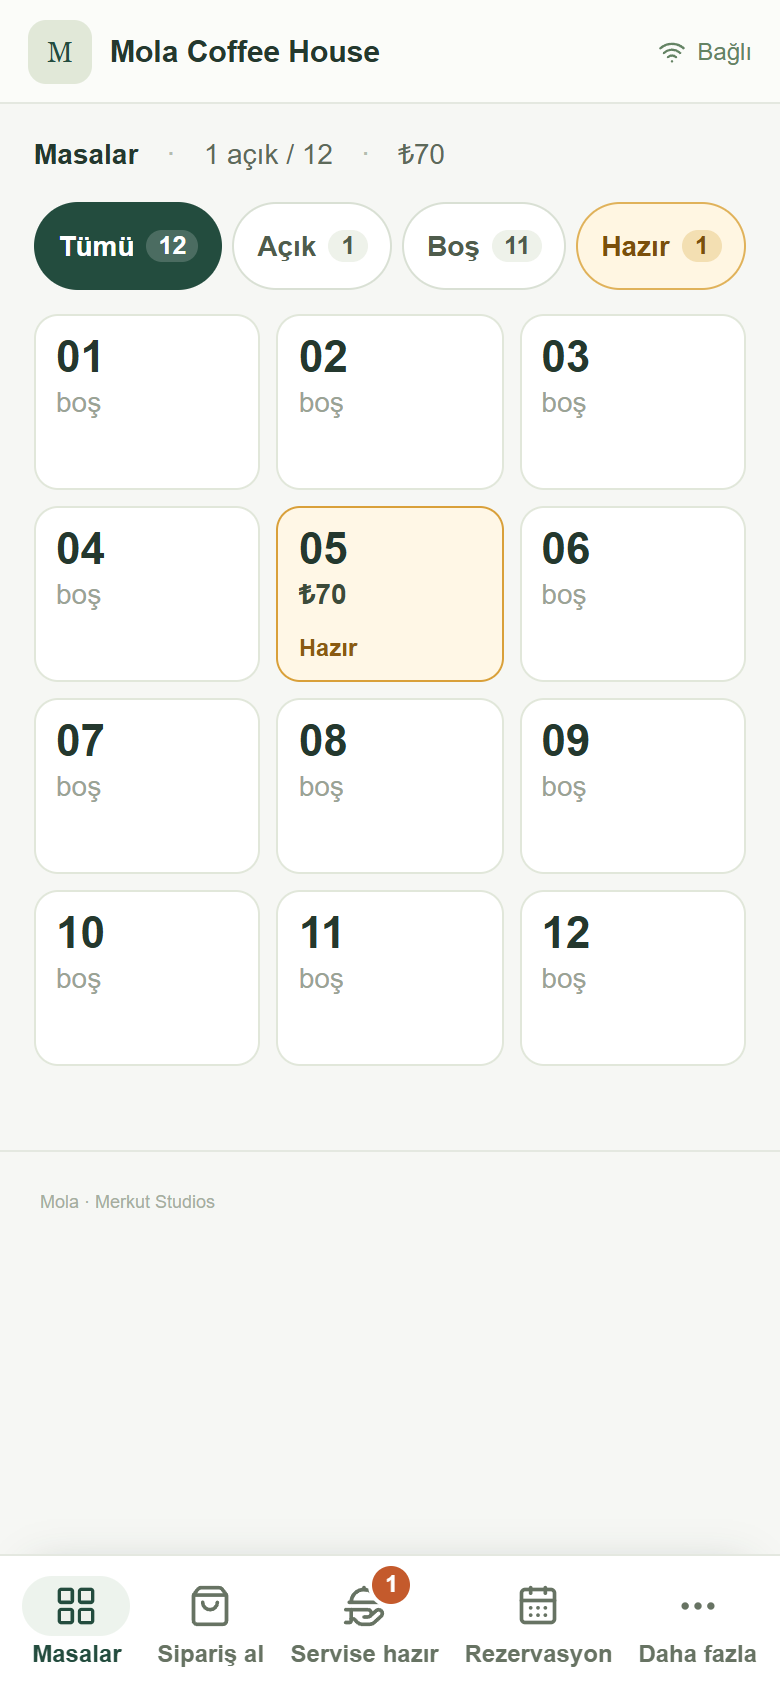 M Mola Coffee House Bağlı
Masalar · 1 açık / 12 · ₺70
Tümü 12 Açık 1 Boş 11 Hazır 1
01 02 03
boş boş boş
04 05 06
boş ₺70 boş
Hazır
07 08 09
boş boş boş
10 11 12
boş boş boş
Mola · Merkut Studios
1
Masalar Sipariş al Servise hazır Rezervasyon Daha fazla